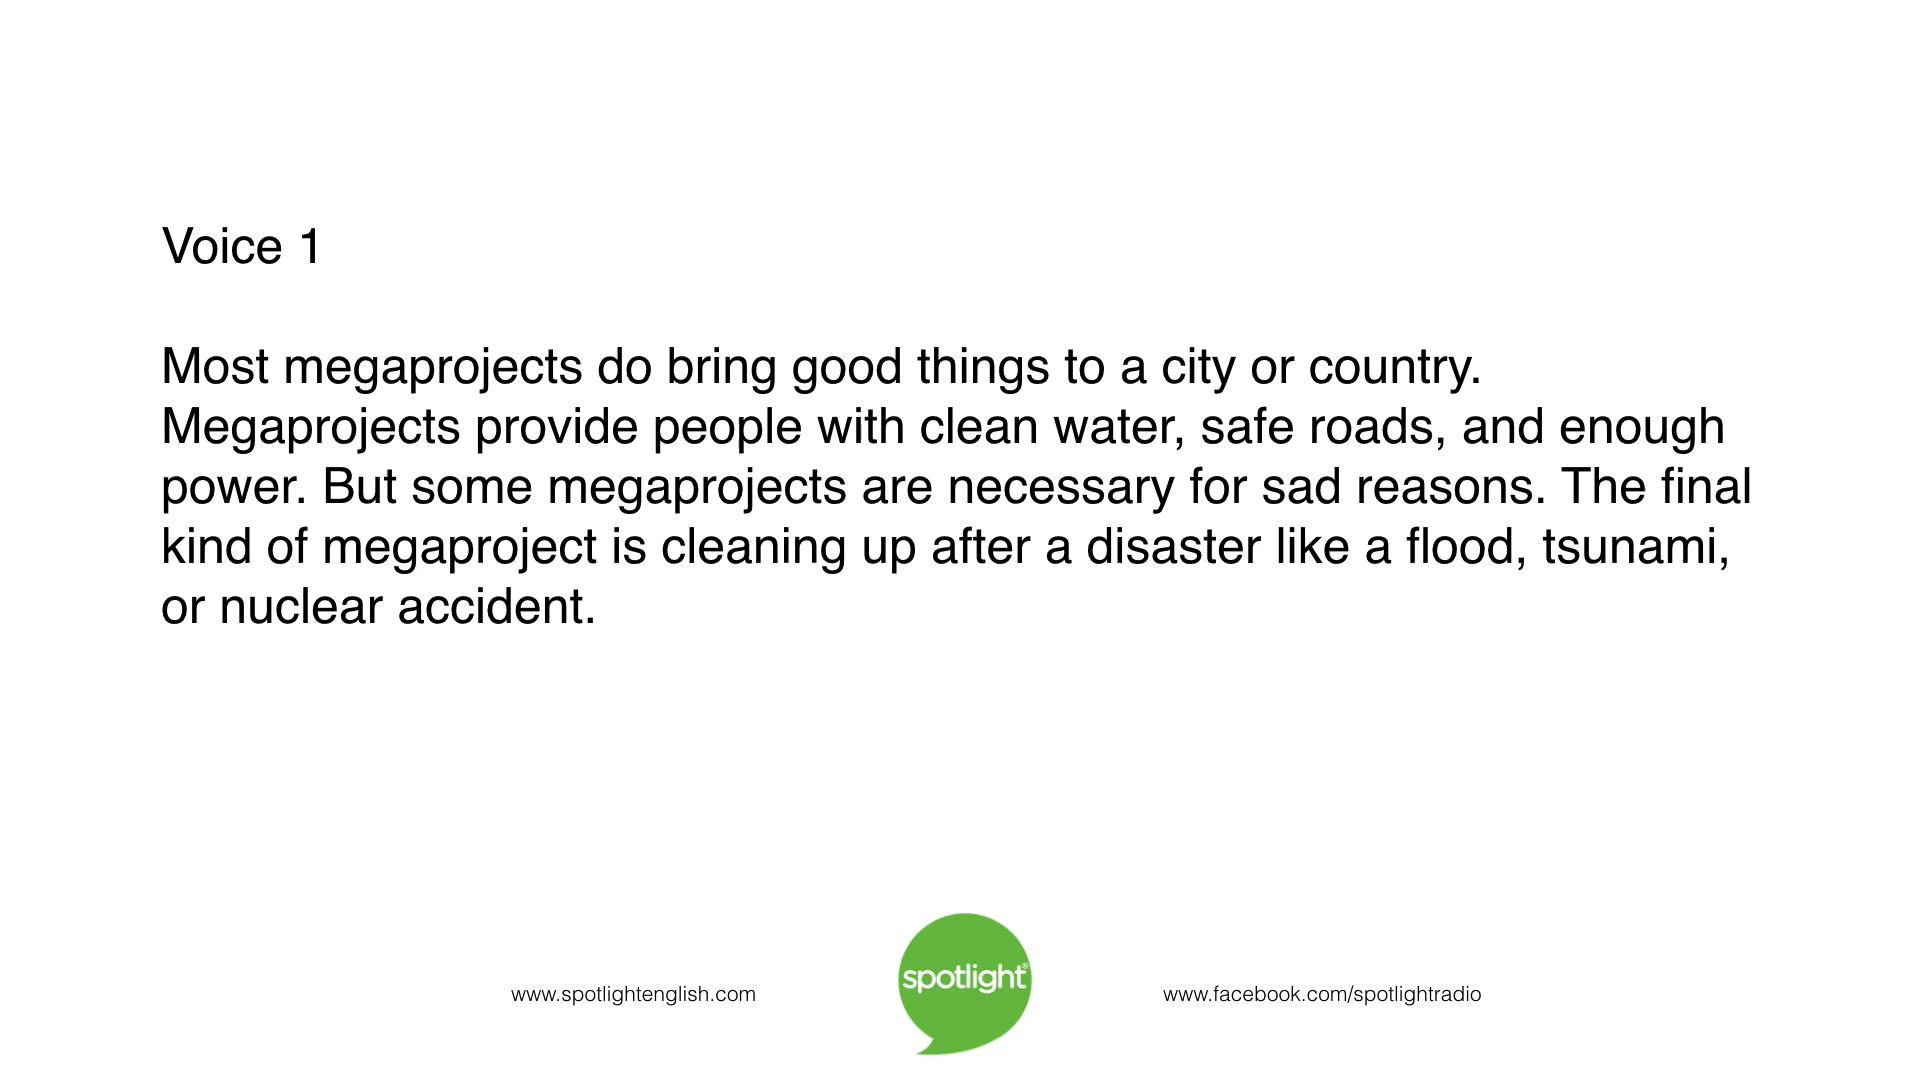 Voice 1
Most megaprojects do bring good things to a city or country.
Megaprojects provide people with clean water, safe roads, and enough
power. But some megaprojects are necessary for sad reasons. The final
kind of megaproject is cleaning up after a disaster like a flood, tsunami,
or nuclear accident.
www.spotlightenglish.com
spotlight®
www.facebook.com/spotlightradio